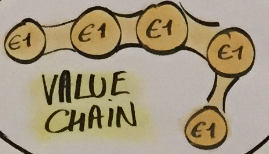 €1 €1 €1 €1
VALUE
CHAIN
€1